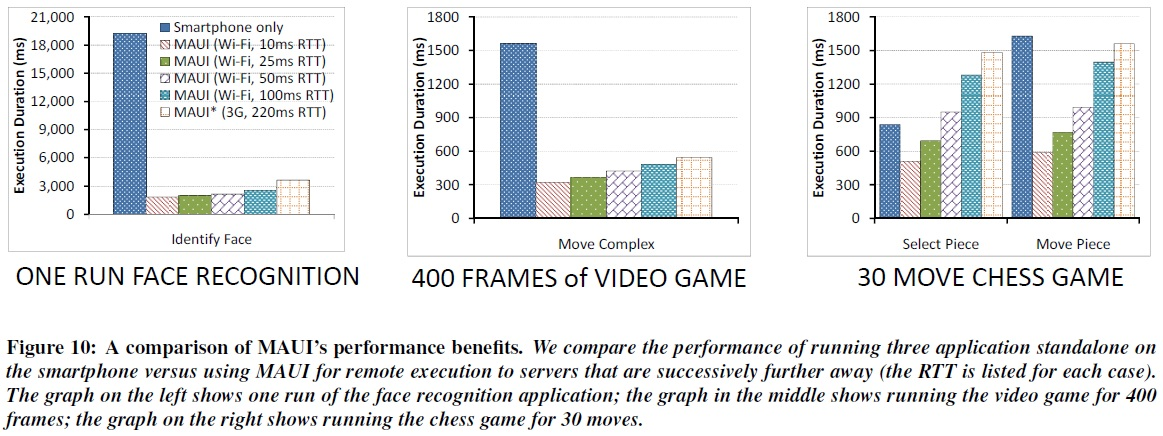 21,000
18,000
15,000
12,000
9,000
6,000
3,000
0
Execution Duration (ms)
Smartphone only
MAUI (Wi-Fi, 10ms RTT)
MAUI (Wi-Fi, 25ms RTT)
MAUI (Wi-Fi, 50ms RTT)
MAUI (Wi-Fi, 100ms RTT)
MAUI* (3G, 220ms RTT)
Identify Face
ONE RUN FACE RECOGNITION
1800
1500
1200
900
600
300
0
Execution Duration (ms)
Move Complex
400 FRAMES of VIDEO GAME
1800
1500
1200
900
600
300
0
Execution Duration (ms)
Select Piece Move Piece
30 MOVE CHESS GAME
Figure 10: A comparison of MAUI's performance benefits. We compare the performance of running three application standalone on
the smartphone versus using MAUI for remote execution to servers that are successively further away (the RTT is listed for each case).
The graph on the left shows one run of the face recognition application; the graph in the middle shows running the video game for 400
frames; the graph on the right shows running the chess game for 30 moves.